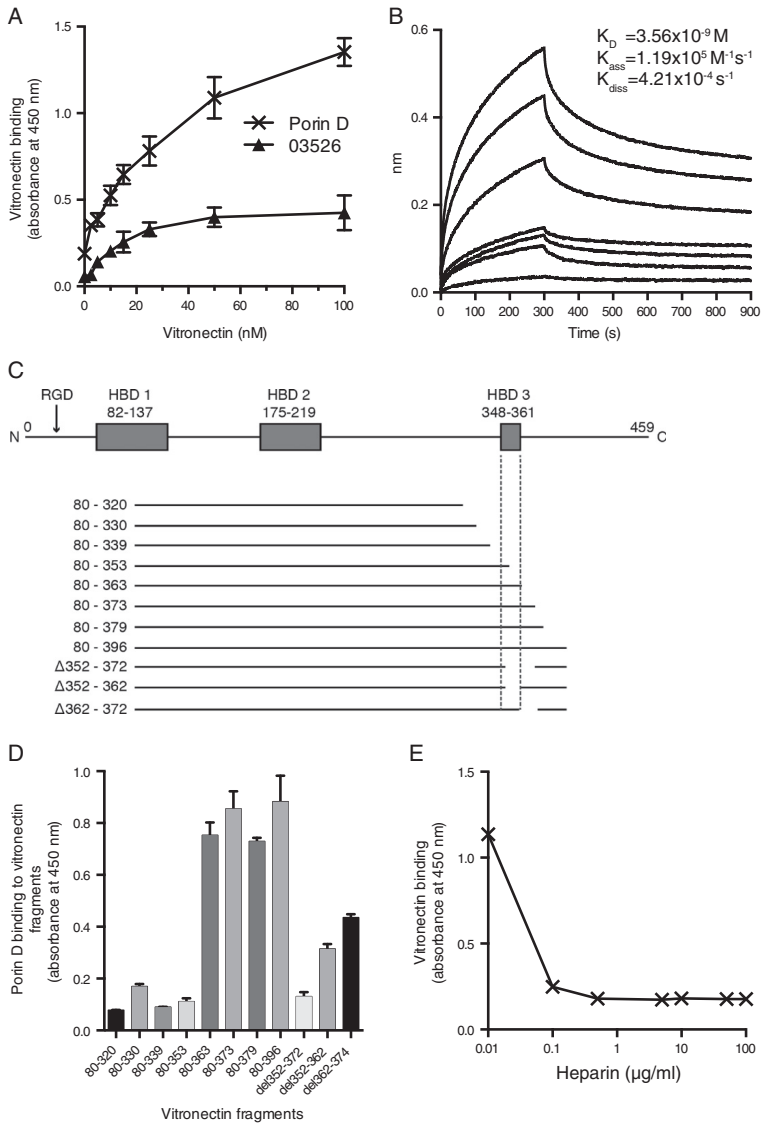 A
1.5
1.0
0.5
0.0
Vitronectin binding
(absorbance at 450 nm)
Porin D
03526
0 20 40 60 80 100
Vitronectin (nM)
B
0.6
0.4
0.2
0.0
nm
K_D =3.56x10⁻⁹ M
K_ass=1.19x10⁵ M⁻¹s⁻¹
K_diss=4.21x10⁻⁴ s⁻¹
0 100 200 300 400 500 600 700 800 900
Time (s)
C
RGD
HBD 1
82-137
HBD 2
175-219
HBD 3
348-361
N
0
459
C
80 - 320
80 - 330
80 - 339
80 - 353
80 - 363
80 - 373
80 - 379
80 - 396
Δ352 - 372
Δ352 - 362
Δ362 - 372
D
1.0
0.8
0.6
0.4
0.2
0.0
Porin D binding to vitronectin
fragments
(absorbance at 450 nm)
80-320
80-330
80-339
80-353
80-363
80-373
80-379
80-396
del352-372
del352-362
del362-374
Vitronectin fragments
E
1.5
1.0
0.5
0.0
Vitronectin binding
(absorbance at 450 nm)
0.01 0.1 1 10 100
Heparin (µg/ml)